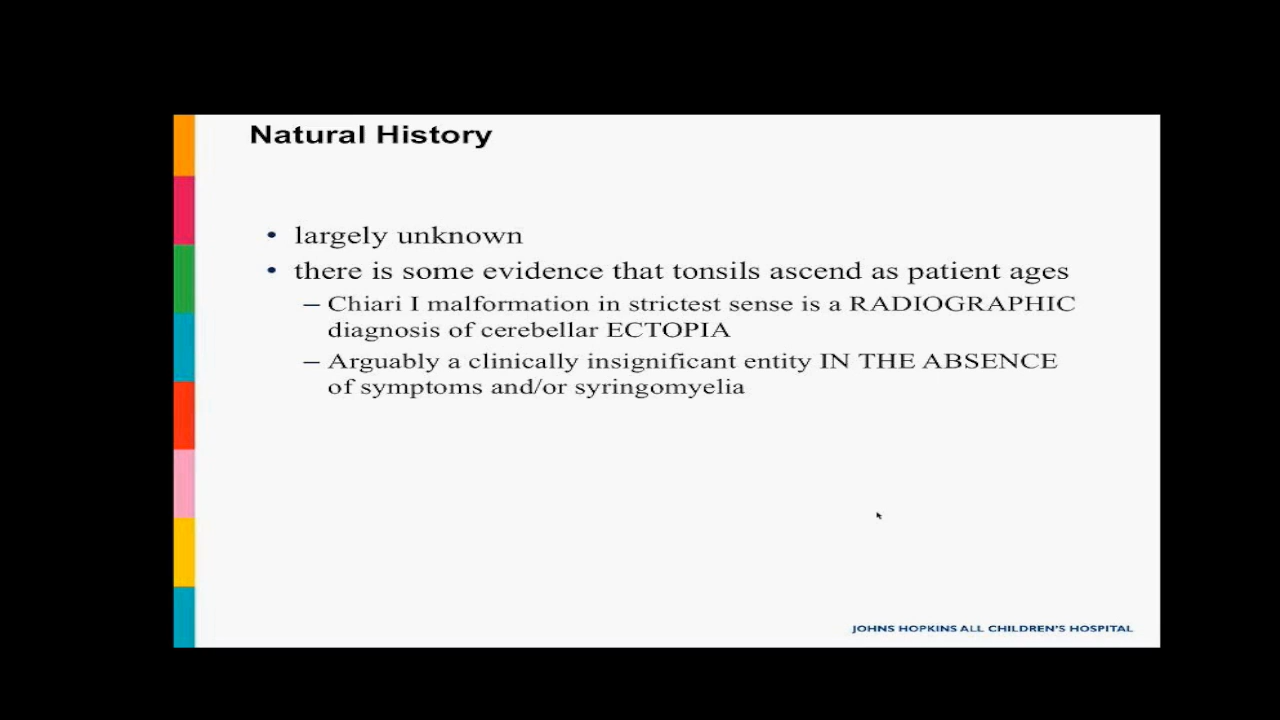 Natural History
• largely unknown
• there is some evidence that tonsils ascend as patient ages
– Chiari I malformation in strictest sense is a RADIOGRAPHIC
diagnosis of cerebellar ECTOPIA
– Arguably a clinically insignificant entity IN THE ABSENCE
of symptoms and/or syringomyelia
JOHNS HOPKINS ALL CHILDREN'S HOSPITAL